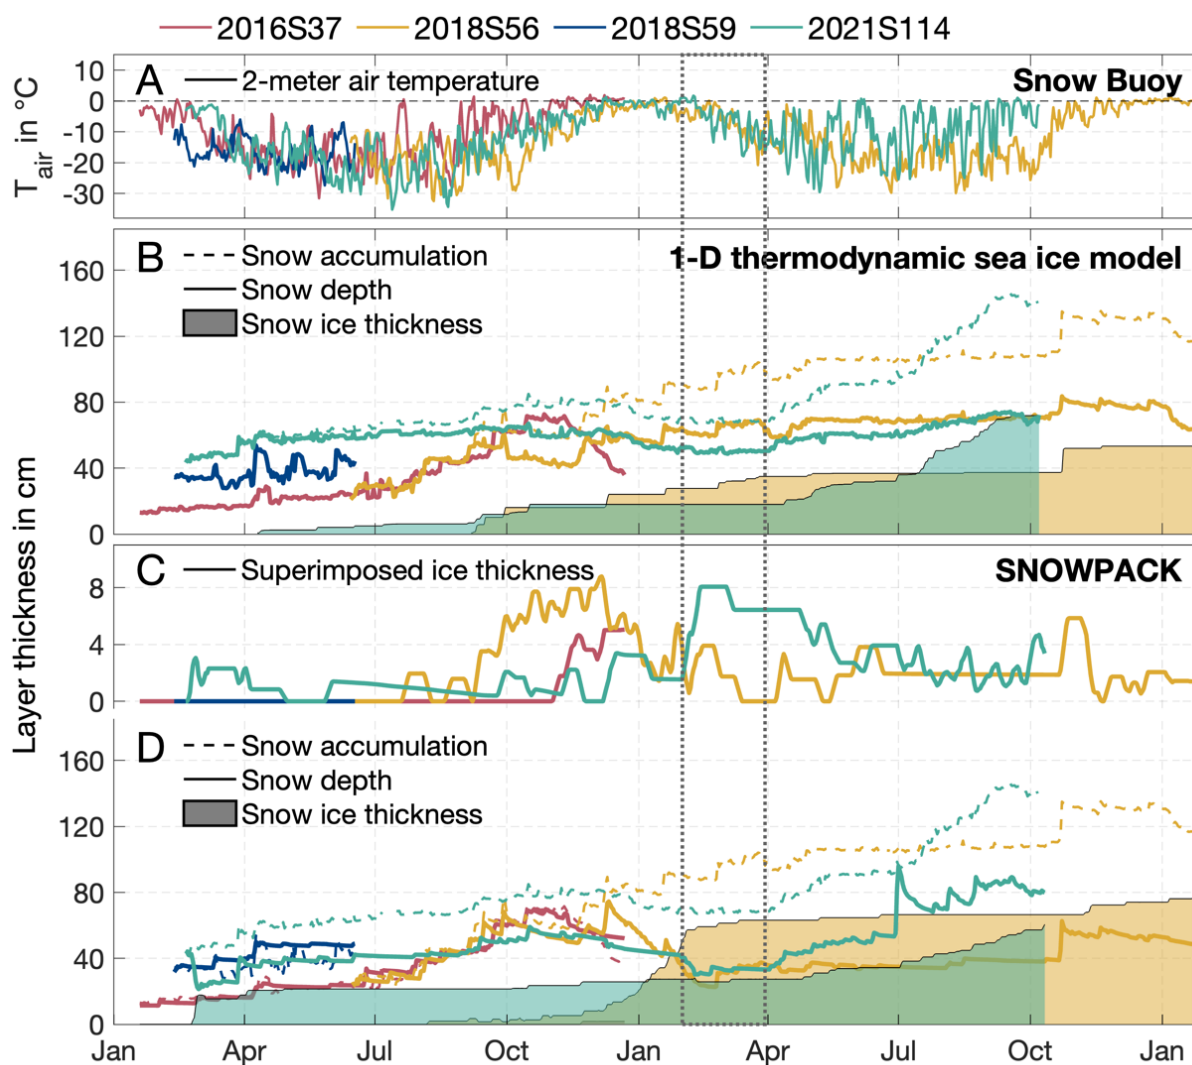 2016S37 2018S56 2018S59 2021S114
A 2-meter air temperature Snow Buoy
10
0
-10
-20
-30
Tair in °C
B Snow accumulation 1-D thermodynamic sea ice model
Snow depth
Snow ice thickness
160
120
80
40
0
Layer thickness in cm
C Superimposed ice thickness SNOWPACK
8
4
0
D Snow accumulation
Snow depth
Snow ice thickness
160
120
80
40
0
Jan Apr Jul Oct Jan Apr Jul Oct Jan